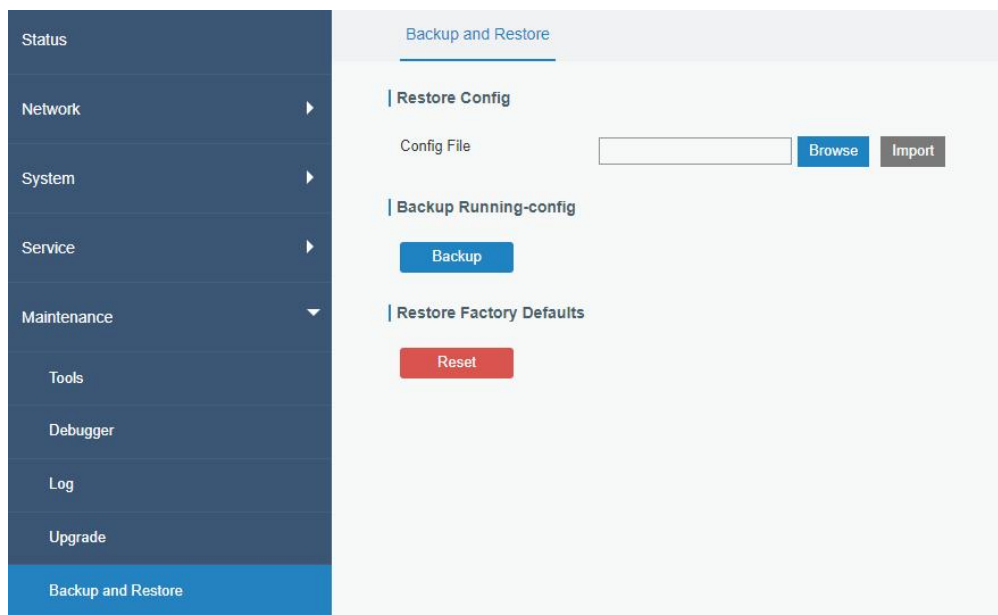 Status
Network
System
Service
Maintenance
Tools
Debugger
Log
Upgrade
Backup and Restore
Backup and Restore
Restore Config
Config File
Browse
Import
Backup Running-config
Backup
Restore Factory Defaults
Reset